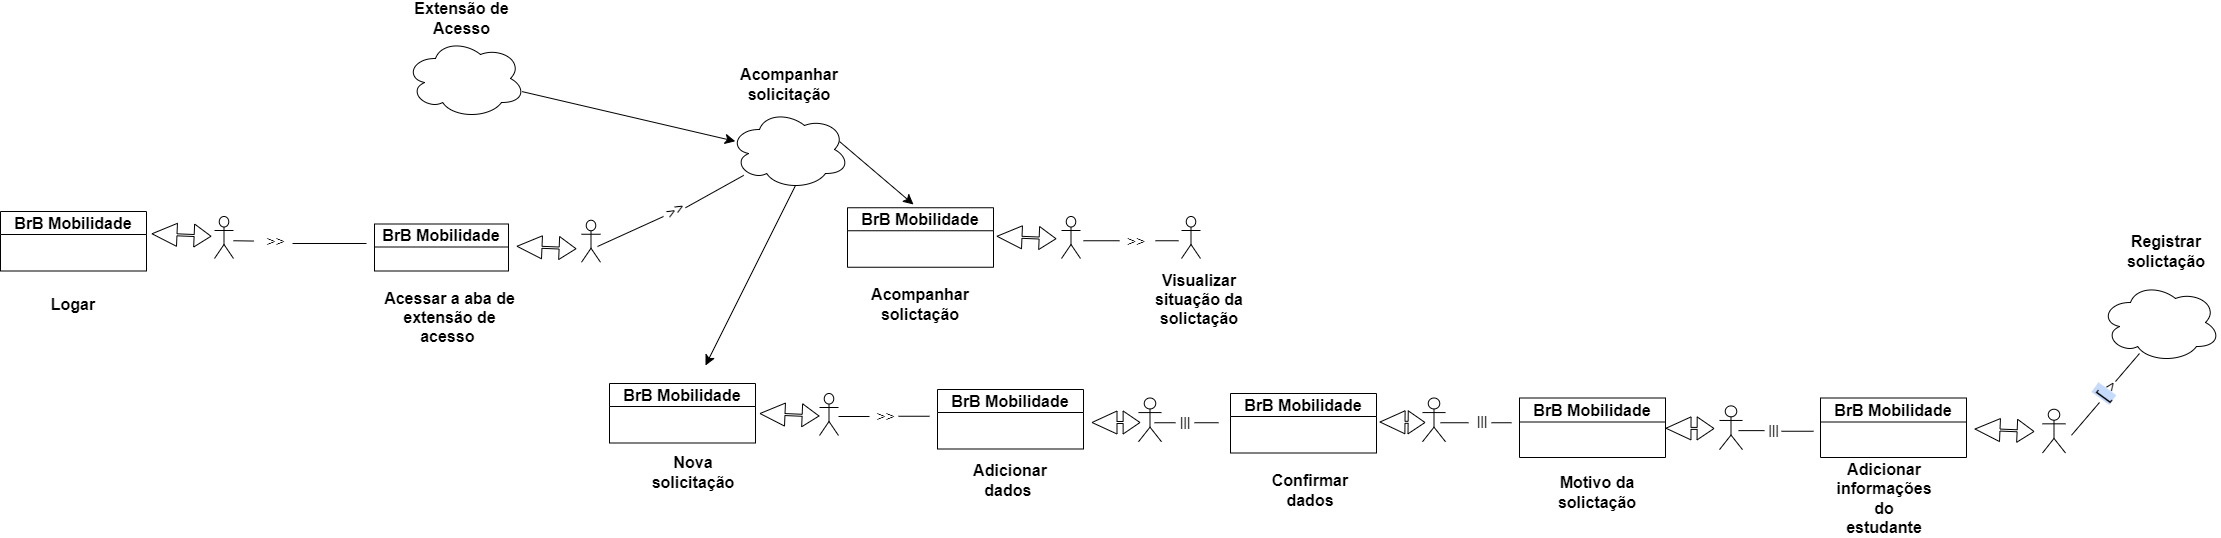 Extensão de
Acesso
Acompanhar
solicitação
BrB Mobilidade
>>
BrB Mobilidade
>>
BrB Mobilidade
>>
Logar
Acessar a aba de
extensão de
acesso
Acompanhar
solictação
Visualizar
situação da
solictação
Registrar
solictação
BrB Mobilidade
>>
BrB Mobilidade
|||
BrB Mobilidade
|||
BrB Mobilidade
|||
BrB Mobilidade
Nova
solicitação
Adicionar
dados
Confirmar
dados
Motivo da
solictação
Adicionar
informações
do
estudante